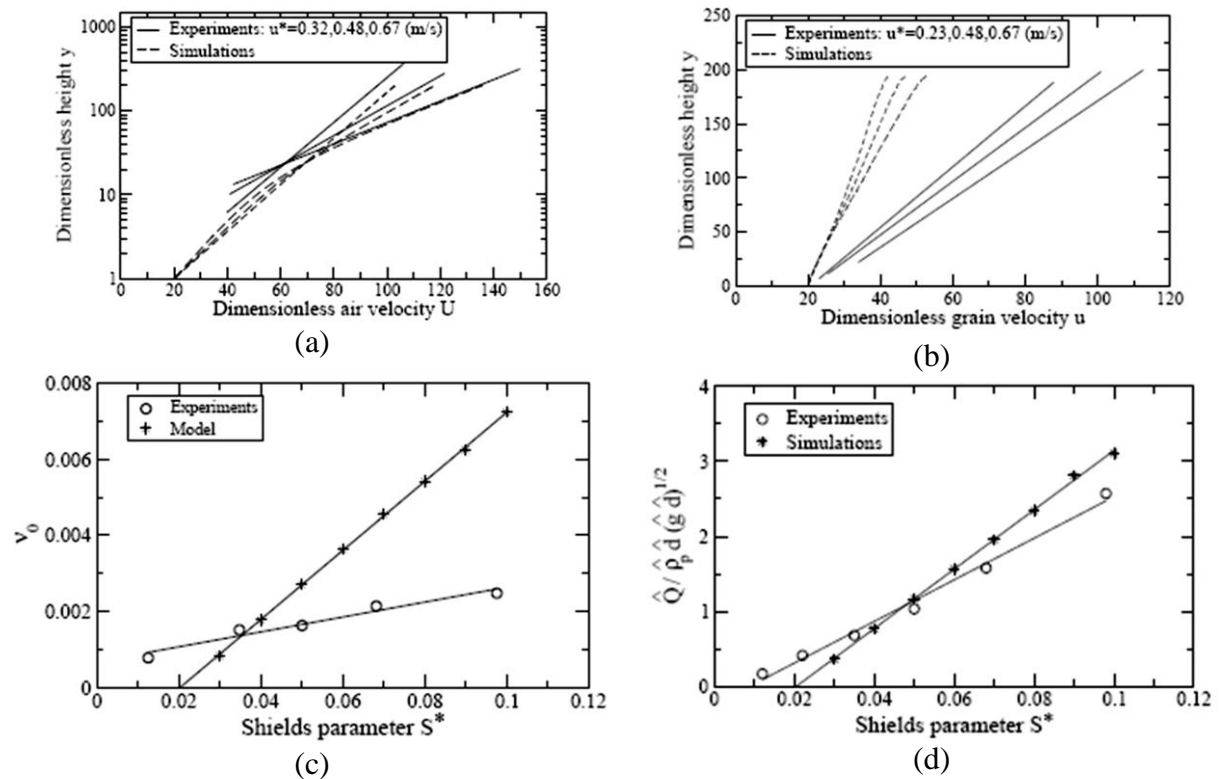 1000
100
10
1
Dimensionless height y
Experiments: u*=0.32,0.48,0.67 (m/s)
Simulations
0 20 40 60 80 100 120 140 160
Dimensionless air velocity U
(a)
250
200
150
100
50
0
Dimensionless height y
Experiments: u*=0.23,0.48,0.67 (m/s)
Simulations
0 20 40 60 80 100 120
Dimensionless grain velocity u
(b)
0.008
0.006
0.004
0.002
0
ν₀
Experiments
Model
0 0.02 0.04 0.06 0.08 0.1 0.12
Shields parameter S*
(c)
4
3
2
1
0
Q̂ / ρ̂ₚ d̂ (ĝ d̂)^1/2
Experiments
Simulations
0 0.02 0.04 0.06 0.08 0.1 0.12
Shields parameter S*
(d)